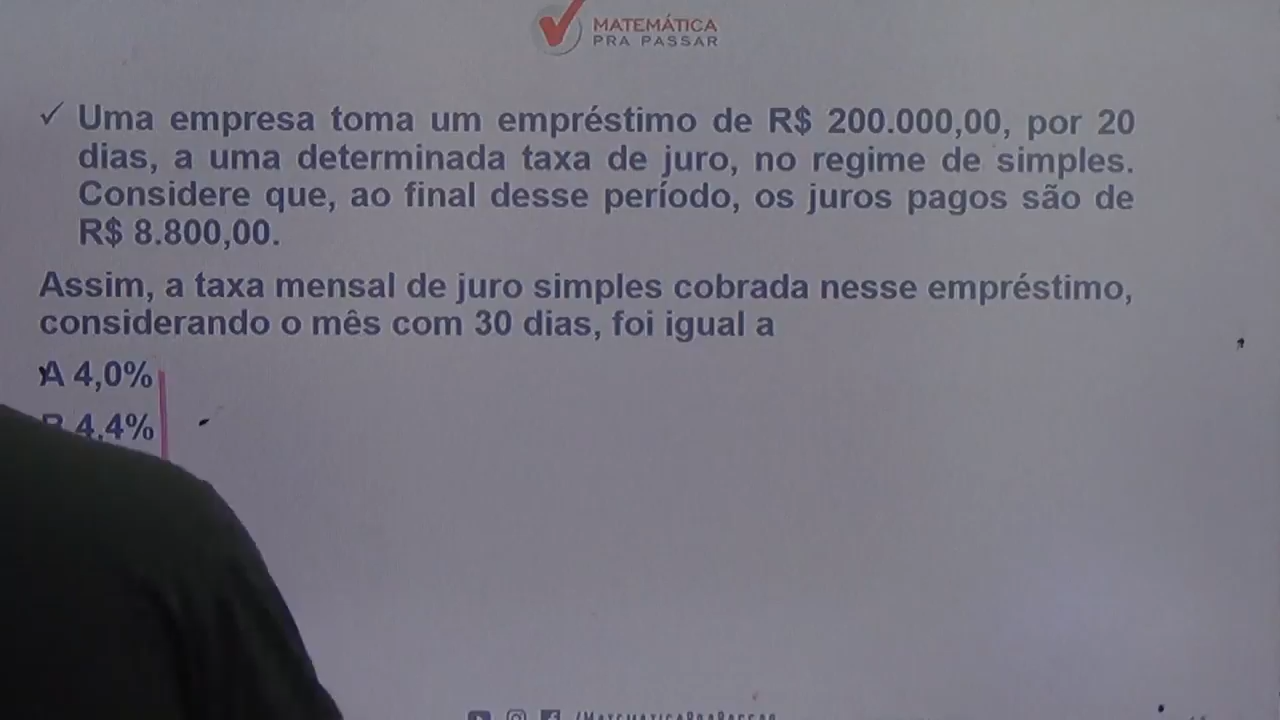 MATEMÁTICA
PRA PASSAR
✓ Uma empresa toma um empréstimo de R$ 200.000,00, por 20
dias, a uma determinada taxa de juro, no regime de simples.
Considere que, ao final desse período, os juros pagos são de
R$ 8.800,00.
Assim, a taxa mensal de juro simples cobrada nesse empréstimo,
considerando o mês com 30 dias, foi igual a
A 4,0%
B 4,4%
/MATEMATICAPRAPASSAR